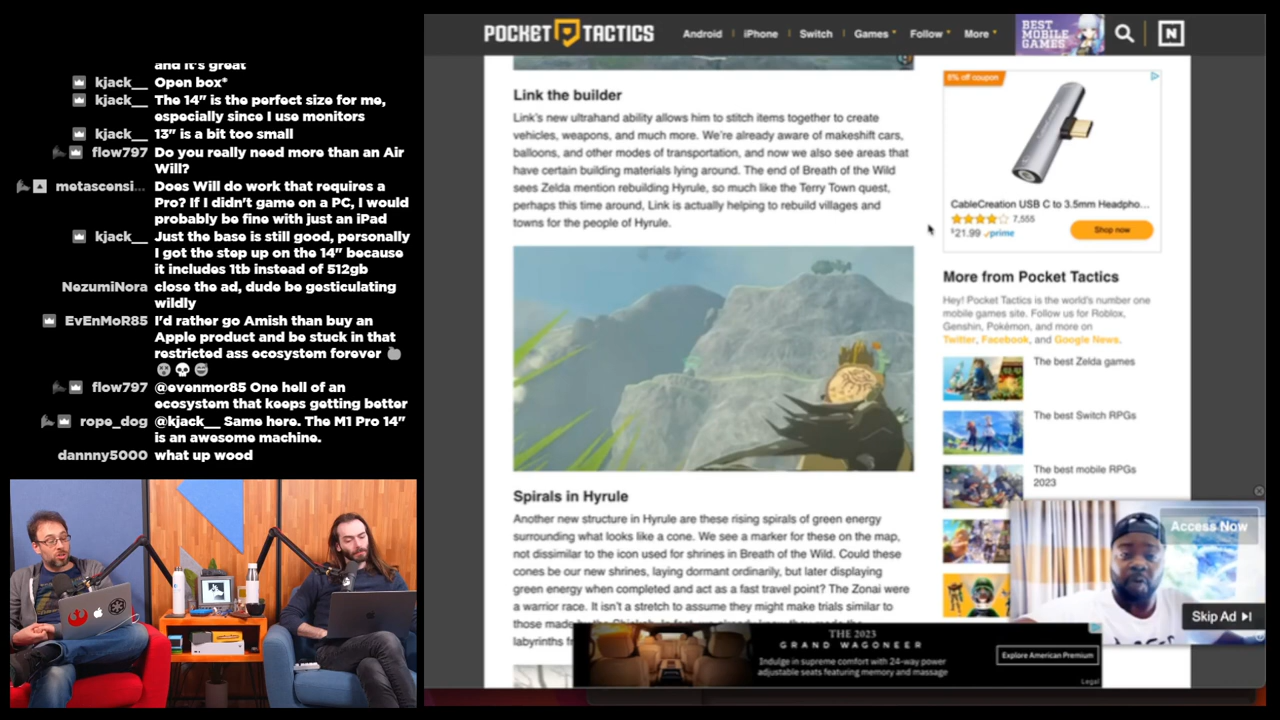 and it's great
kjack__ Open box*
kjack__ The 14" is the perfect size for me,
especially since I use monitors
kjack__ 13" is a bit too small
flow797 Do you really need more than an Air
Will?
metascensi... Does Will do work that requires a
Pro? If I didn't game on a PC, I would
probably be fine with just an iPad
kjack__ Just the base is still good, personally
I got the step up on the 14" because
it includes 1tb instead of 512gb
NezumiNora close the ad, dude be gesticulating
wildly
EvEnMoR85 I'd rather go Amish than buy an
Apple product and be stuck in that
restricted ass ecosystem forever
flow797 @evenmor85 One hell of an
ecosystem that keeps getting better
rope_dog @kjack__ Same here. The M1 Pro 14"
is an awesome machine.
dannny5000 what up wood
POCKET TACTICS
Android iPhone Switch Games Follow More
BEST
MOBILE
GAMES
N
Link the builder
Link's new ultrahand ability allows him to stitch items together to create
vehicles, weapons, and much more. We're already aware of makeshift cars,
balloons, and other modes of transportation, and now we also see areas that
have certain building materials lying around. The end of Breath of the Wild
sees Zelda mention rebuilding Hyrule, so much like the Terry Town quest,
perhaps this time around, Link is actually helping to rebuild villages and
towns for the people of Hyrule.
Spirals in Hyrule
Another new structure in Hyrule are these rising spirals of green energy
surrounding what looks like a cone. We see a marker for these on the map,
not dissimilar to the icon used for shrines in Breath of the Wild. Could these
cones be our new shrines, laying dormant ordinarily, but later displaying
green energy when completed and act as a fast travel point? The Zonai were
a warrior race. It isn't a stretch to assume they might make trials similar to
those made
labyrinths
8% off coupon
CableCreation USB C to 3.5mm Headpho...
7,555
$21.99 prime
Shop now
More from Pocket Tactics
Hey! Pocket Tactics is the world's number one
mobile games site. Follow us for Roblox,
Genshin, Pokémon, and more on
Twitter, Facebook, and Google News.
The best Zelda games
The best Switch RPGs
The best mobile RPGs
2023
Access Now
Skip Ad
THE 2023
GRAND WAGONEER
Indulge in supreme comfort with 24-way power
adjustable seats featuring memory and massage
Explore American Premium
Legal